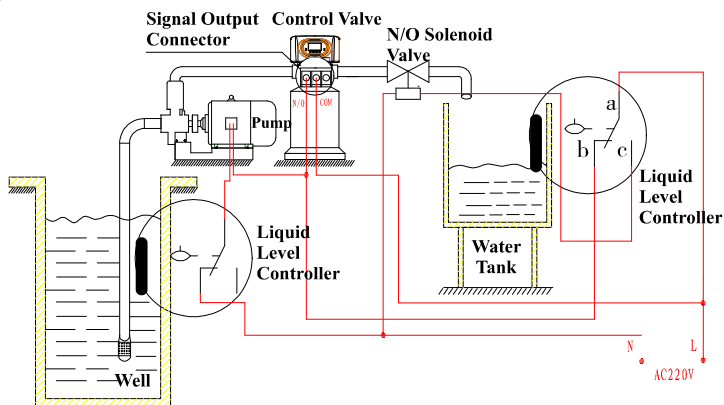 Signal Output
Connector
Control Valve
N/O Solenoid
Valve
N/O
COM
Pump
a
b
c
Liquid
Level
Controller
Liquid
Level
Controller
Water
Tank
Well
N
L
AC220V